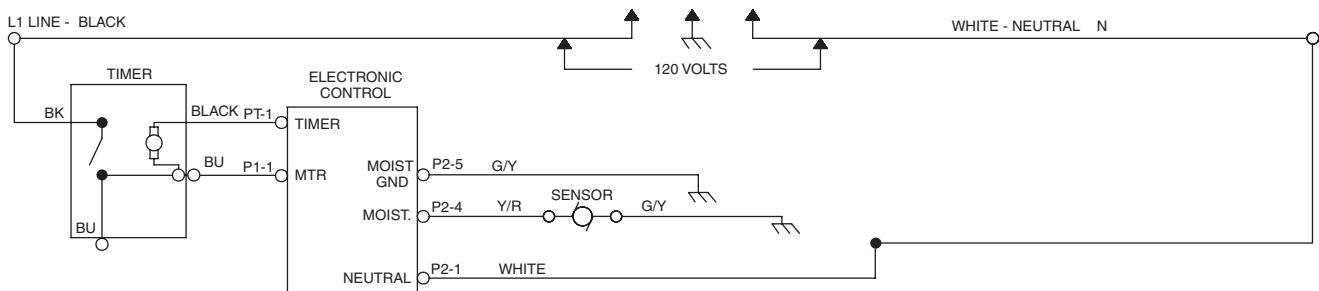 L1 LINE - BLACK
WHITE - NEUTRAL N
120 VOLTS
TIMER
ELECTRONIC
CONTROL
BK
BLACK PT-1
TIMER
BU
P1-1
MTR
MOIST
GND
P2-5
G/Y
SENSOR
MOIST.
P2-4
Y/R
G/Y
BU
NEUTRAL
P2-1
WHITE